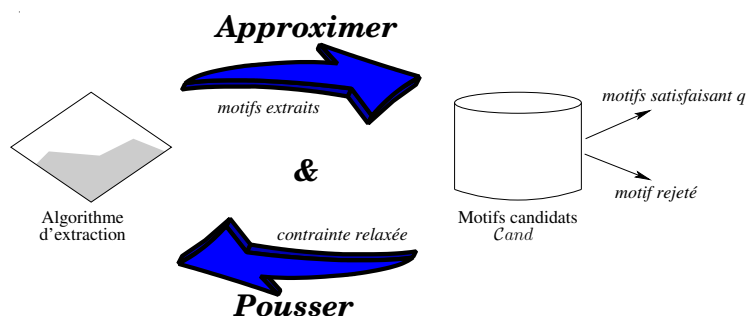 Approximer
motifs extraits
motifs satisfaisant q
&
motif rejeté
Algorithme
d'extraction
Motifs candidats
Cand
contrainte relaxée
Pousser